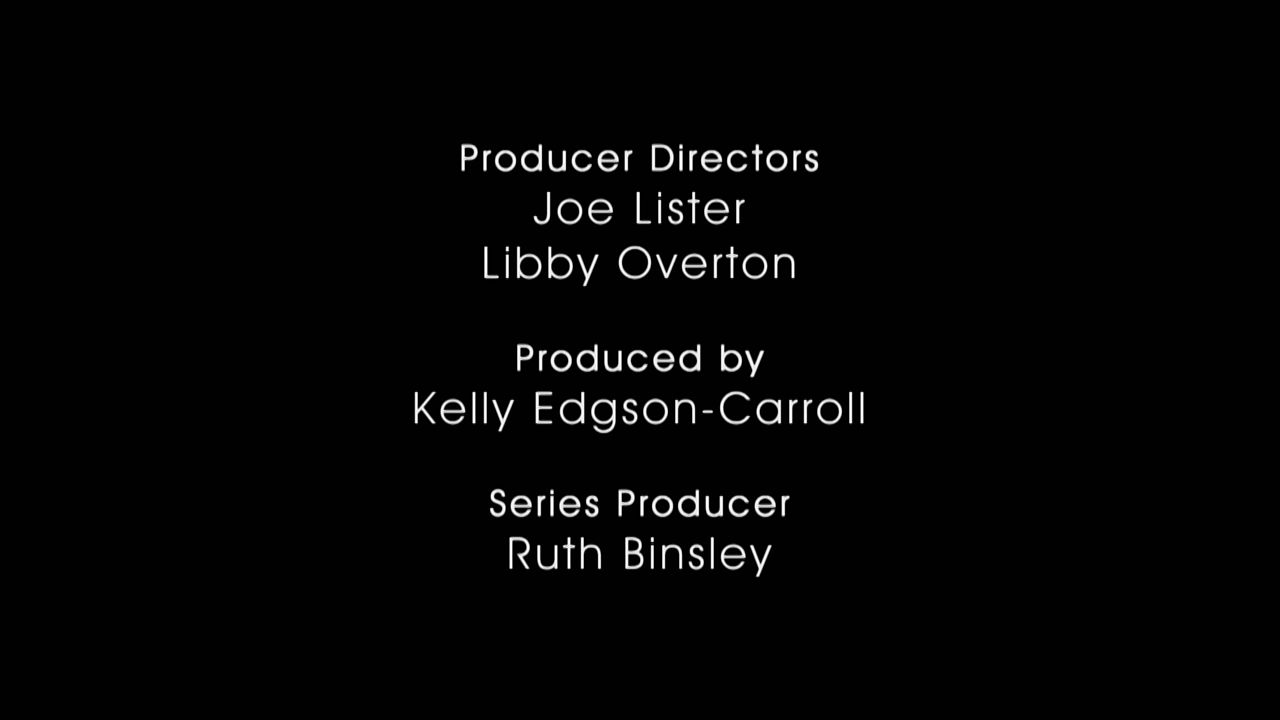 Producer Directors
Joe Lister
Libby Overton
Produced by
Kelly Edgson-Carroll
Series Producer
Ruth Binsley